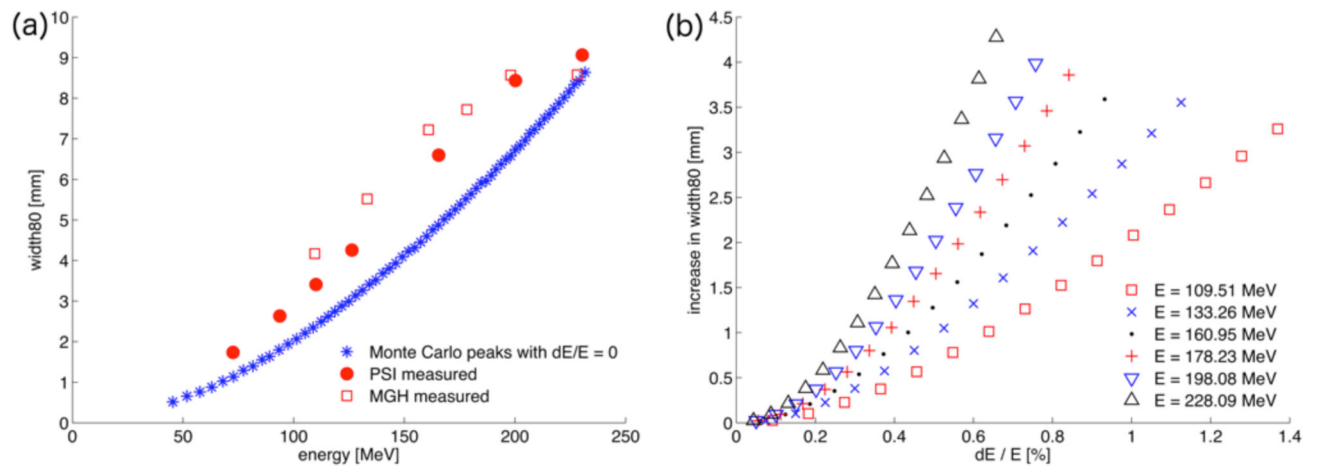 (a)
10
9
8
7
6
5
4
3
2
1
0
width80 [mm]
0
50
100
150
200
250
energy [MeV]
Monte Carlo peaks with dE/E = 0
PSI measured
MGH measured
(b)
4.5
4
3.5
3
2.5
2
1.5
1
0.5
0
increase in width80 [mm]
0
0.2
0.4
0.6
0.8
1
1.2
1.4
dE / E [%]
E = 109.51 MeV
E = 133.26 MeV
E = 160.95 MeV
E = 178.23 MeV
E = 198.08 MeV
E = 228.09 MeV